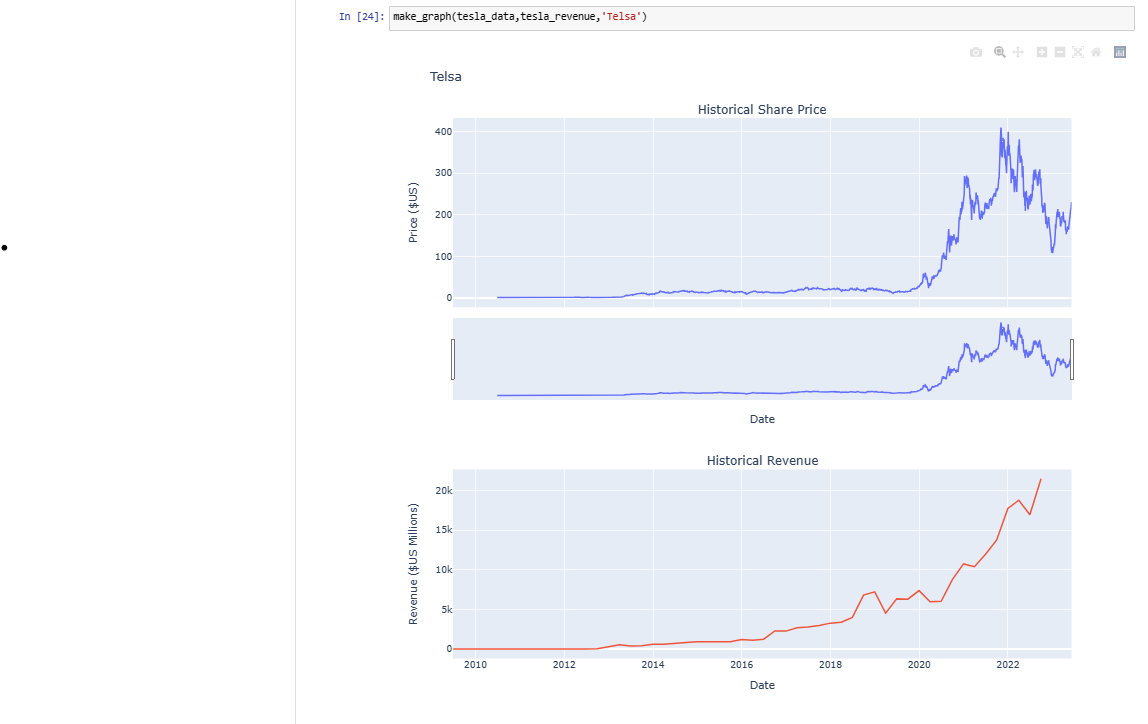 In [24]: make_graph(tesla_data,tesla_revenue,'Telsa')
Telsa
Historical Share Price
400
300
200
100
0
Price ($US)
Date
Historical Revenue
20k
15k
10k
5k
0
Revenue ($US Millions)
2010 2012 2014 2016 2018 2020 2022
Date